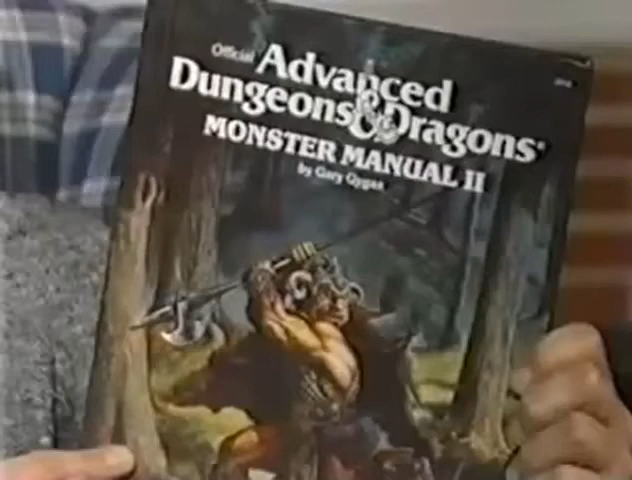 Official Advanced
Dungeons & Dragons®
MONSTER MANUAL II
by Gary Gygax